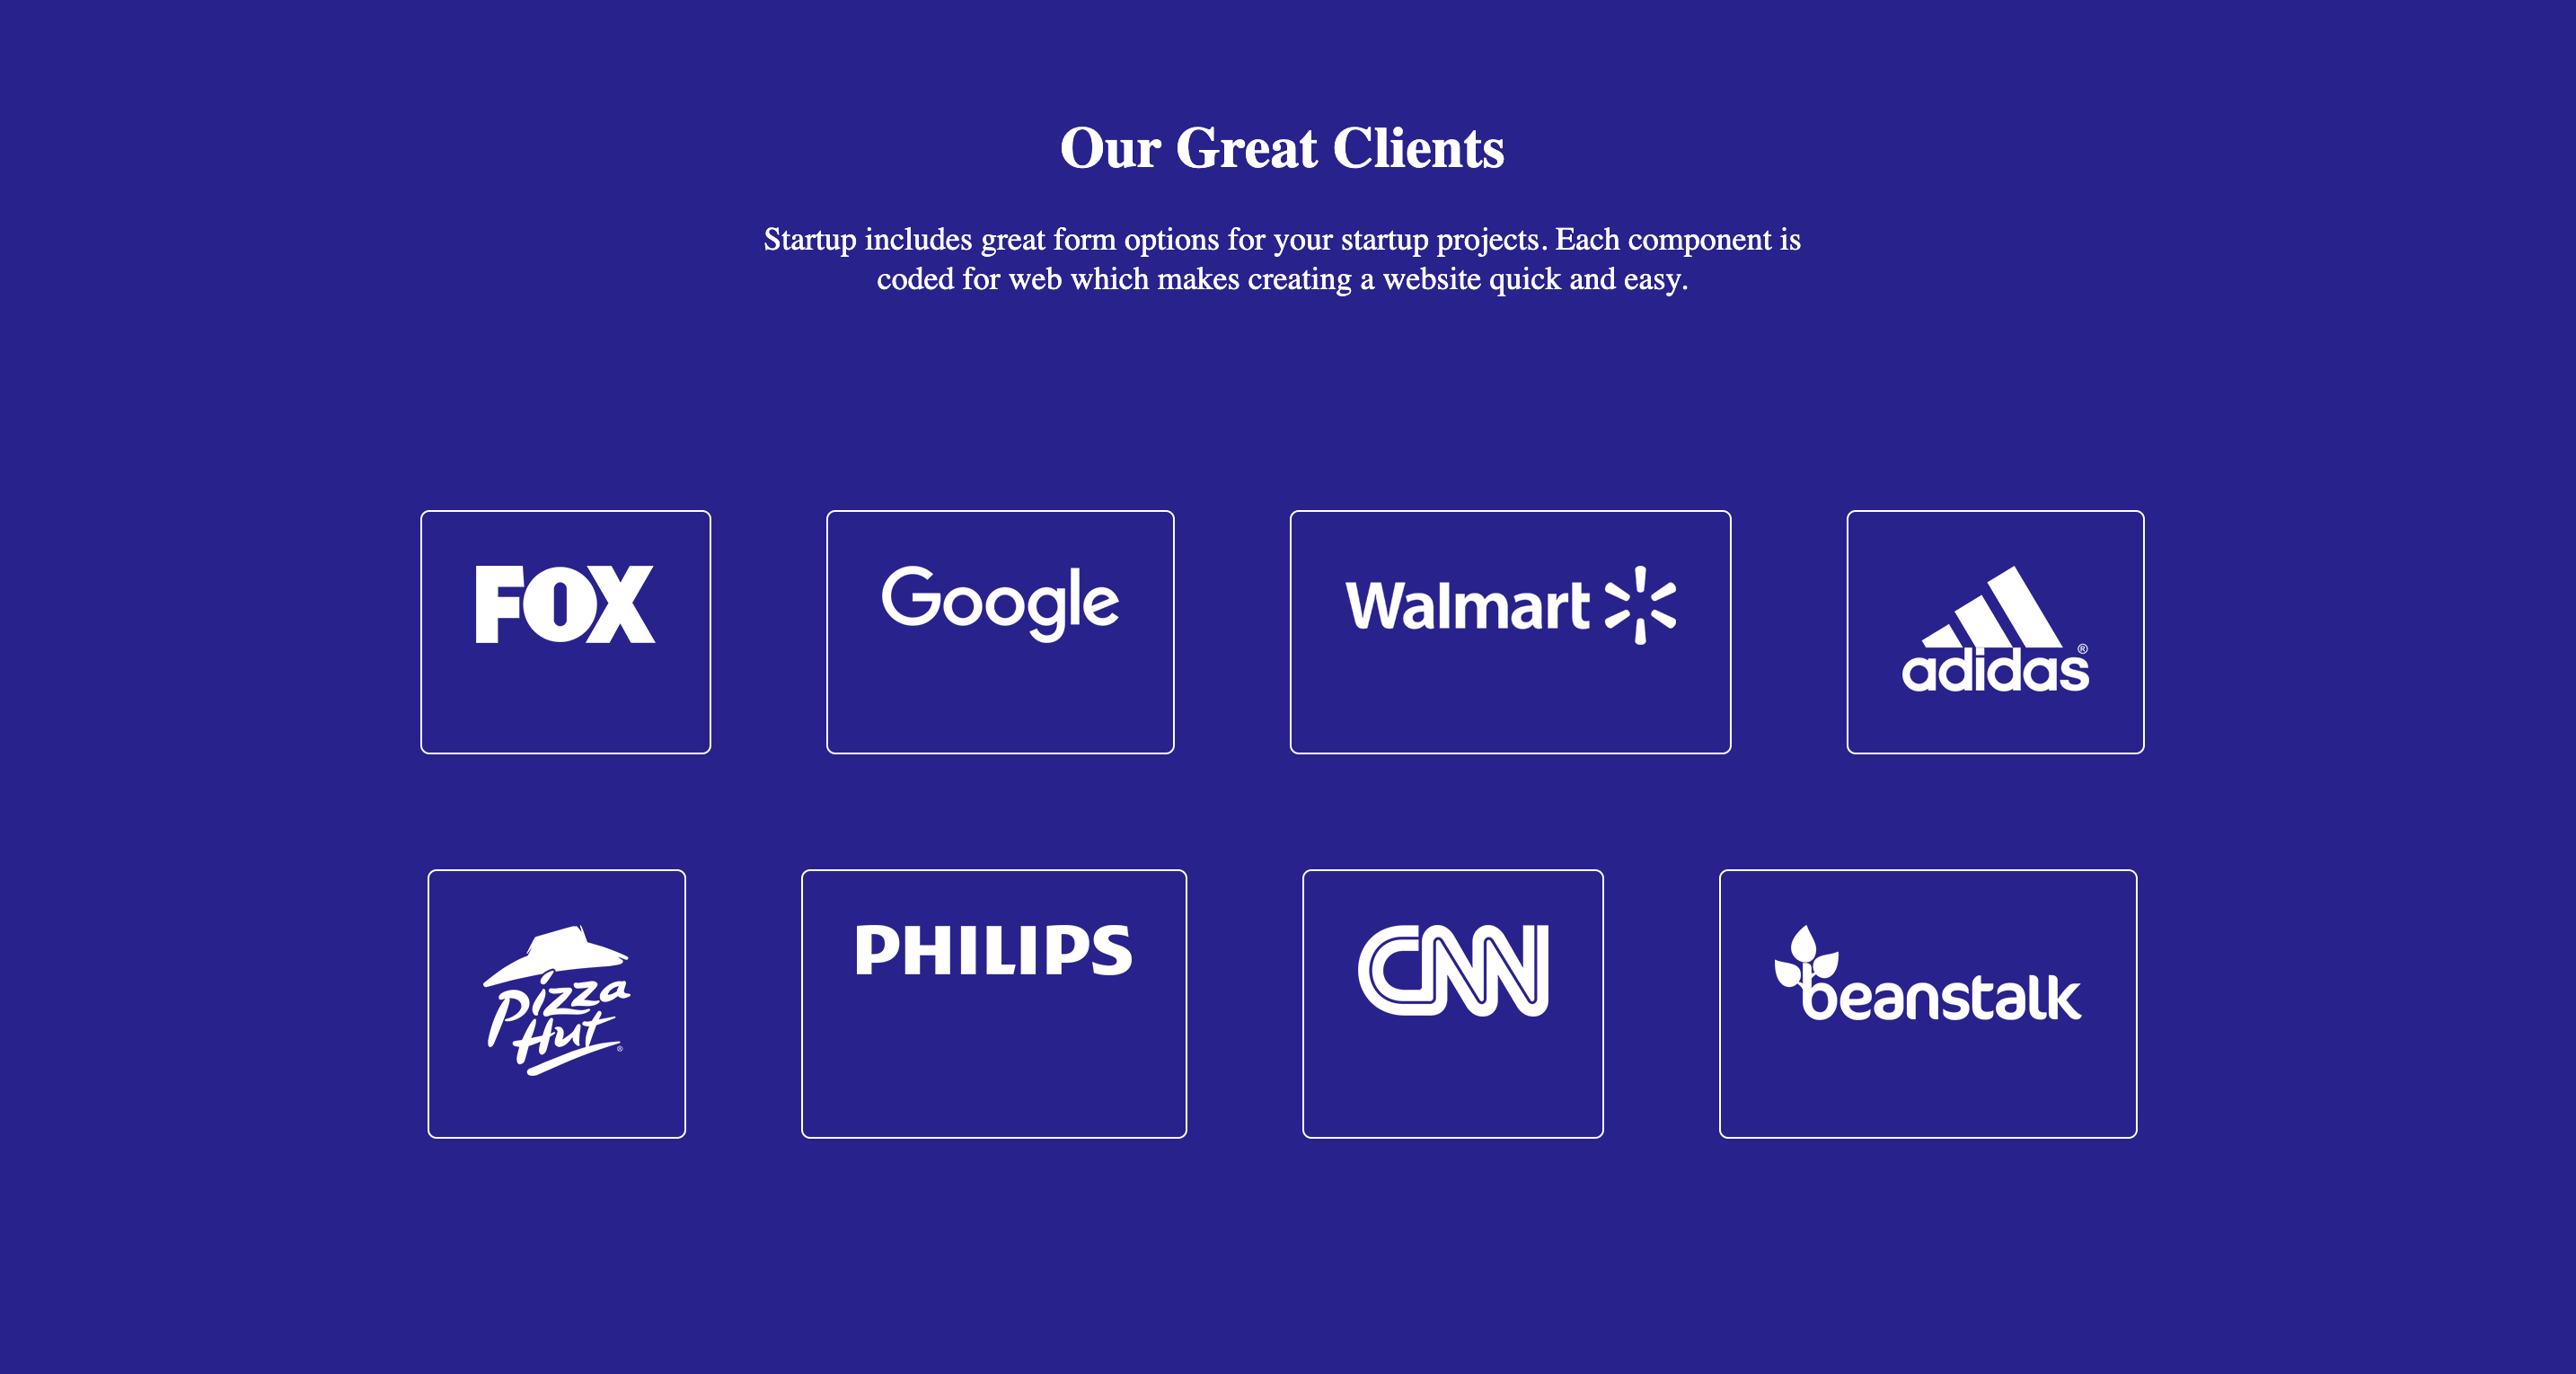 Our Great Clients
Startup includes great form options for your startup projects. Each component is
coded for web which makes creating a website quick and easy.
FOX
Google
Walmart
adidas®
Pizza
Hut®
PHILIPS
CNN
beanstalk